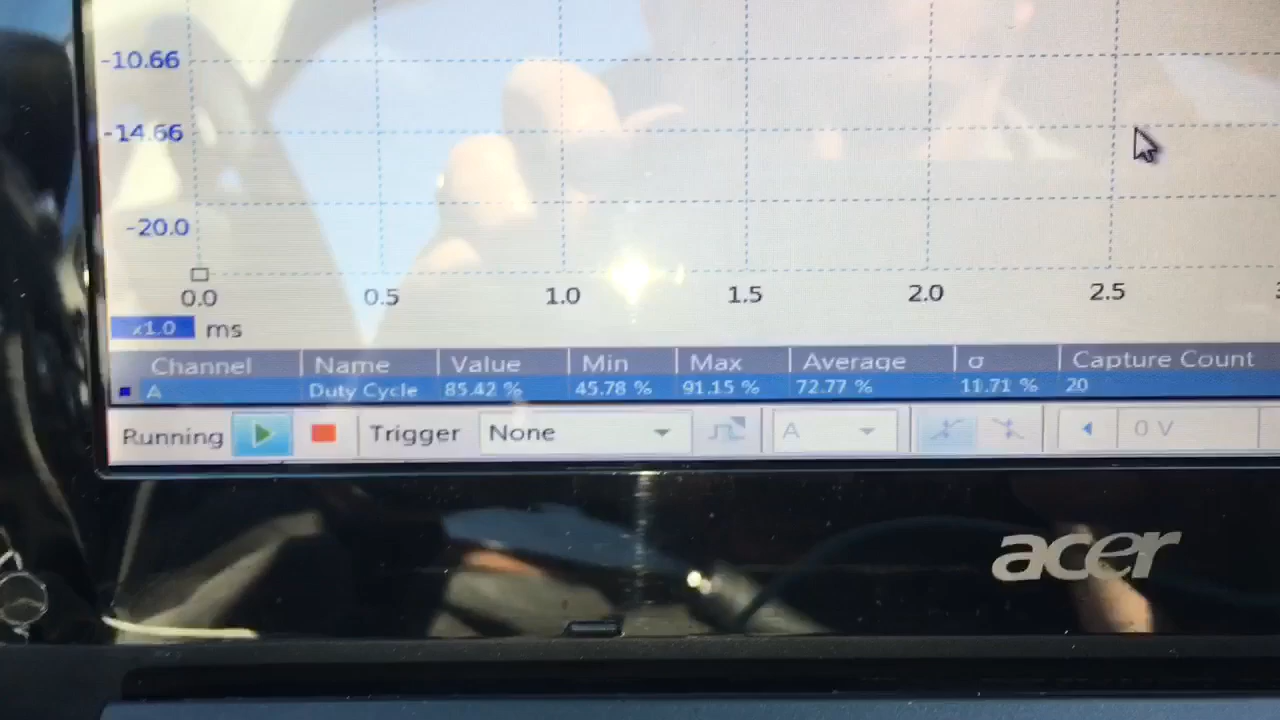 -10.66
-14.66
-20.0
0.0 0.5 1.0 1.5 2.0 2.5
x1.0 ms
Channel Name Value Min Max Average σ Capture Count
A Duty Cycle 85.42 % 45.78 % 91.15 % 72.77 % 11.71 % 20
Running Trigger None A 0 V
acer